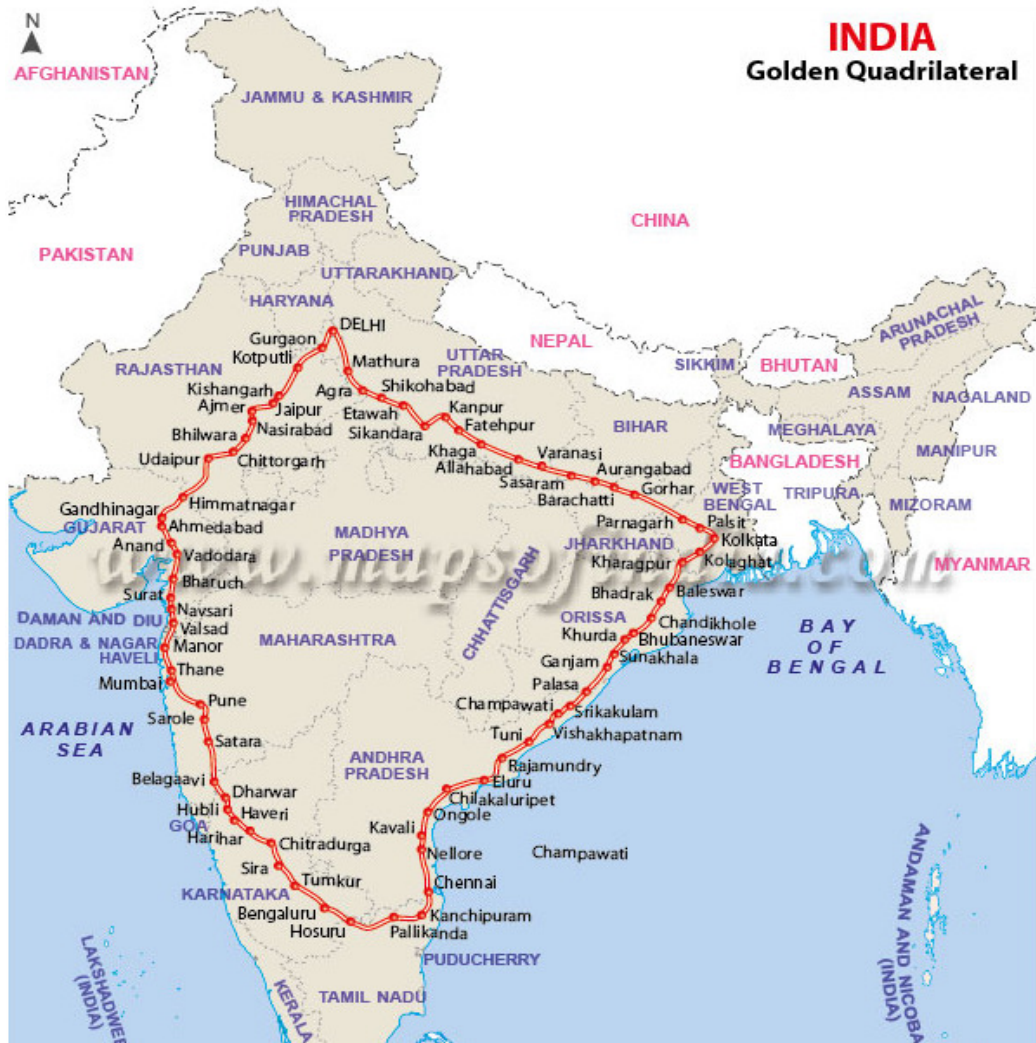 N
INDIA
Golden Quadrilateral
AFGHANISTAN
JAMMU & KASHMIR
HIMACHAL
PRADESH
CHINA
PAKISTAN
PUNJAB
UTTARAKHAND
HARYANA
ARUNACHAL
PRADESH
DELHI
Gurgaon
Kotputli
NEPAL
SIKKIM
BHUTAN
Mathura
UTTAR
PRADESH
RAJASTHAN
Kishangarh
Agra
Shikohabad
ASSAM
NAGALAND
Ajmer
Jaipur
Etawah
Kanpur
Nasirabad
Sikandara
Fatehpur
BIHAR
MEGHALAYA
Bhilwara
MANIPUR
Udaipur
Chittorgarh
Khaga
Varanasi
BANGLADESH
Allahabad
Aurangabad
Sasaram
Gorhar
WEST
BENGAL
TRIPURA
MIZORAM
Barachatti
Himmatnagar
Gandhinagar
GUJARAT
Ahmedabad
Parnagarh
Palsit
MADHYA
PRADESH
JHARKHAND
Kolkata
Anand
Vadodara
Kharagpur
Kolaghat
MYANMAR
www.mapsofindia.com
Bharuch
Surat
Baleswar
Bhadrak
CHHATTISGARH
DAMAN AND DIU
Navsari
ORISSA
Chandikhole
Valsad
BAY
OF
BENGAL
DADRA & NAGAR
HAVELI
Manor
MAHARASHTRA
Khurda
Bhubaneswar
Thane
Ganjam
Sunakhala
Mumbai
Palasa
Pune
Champawati
Srikakulam
Sarole
ARABIAN
SEA
Satara
Tuni
Vishakhapatnam
ANDHRA
PRADESH
Rajamundry
Belagaavi
Eluru
Dharwar
Chilakaluripet
Hubli
Haveri
Ongole
GOA
Harihar
Kavali
Chitradurga
Nellore
Champawati
Sira
Tumkur
Chennai
KARNATAKA
Bengaluru
Kanchipuram
Hosuru
Pallikanda
PUDUCHERRY
LAKSHADWEE
(INDIA)
KERALA
TAMIL NADU
ANDAMAN AND NICOBA
(INDIA)